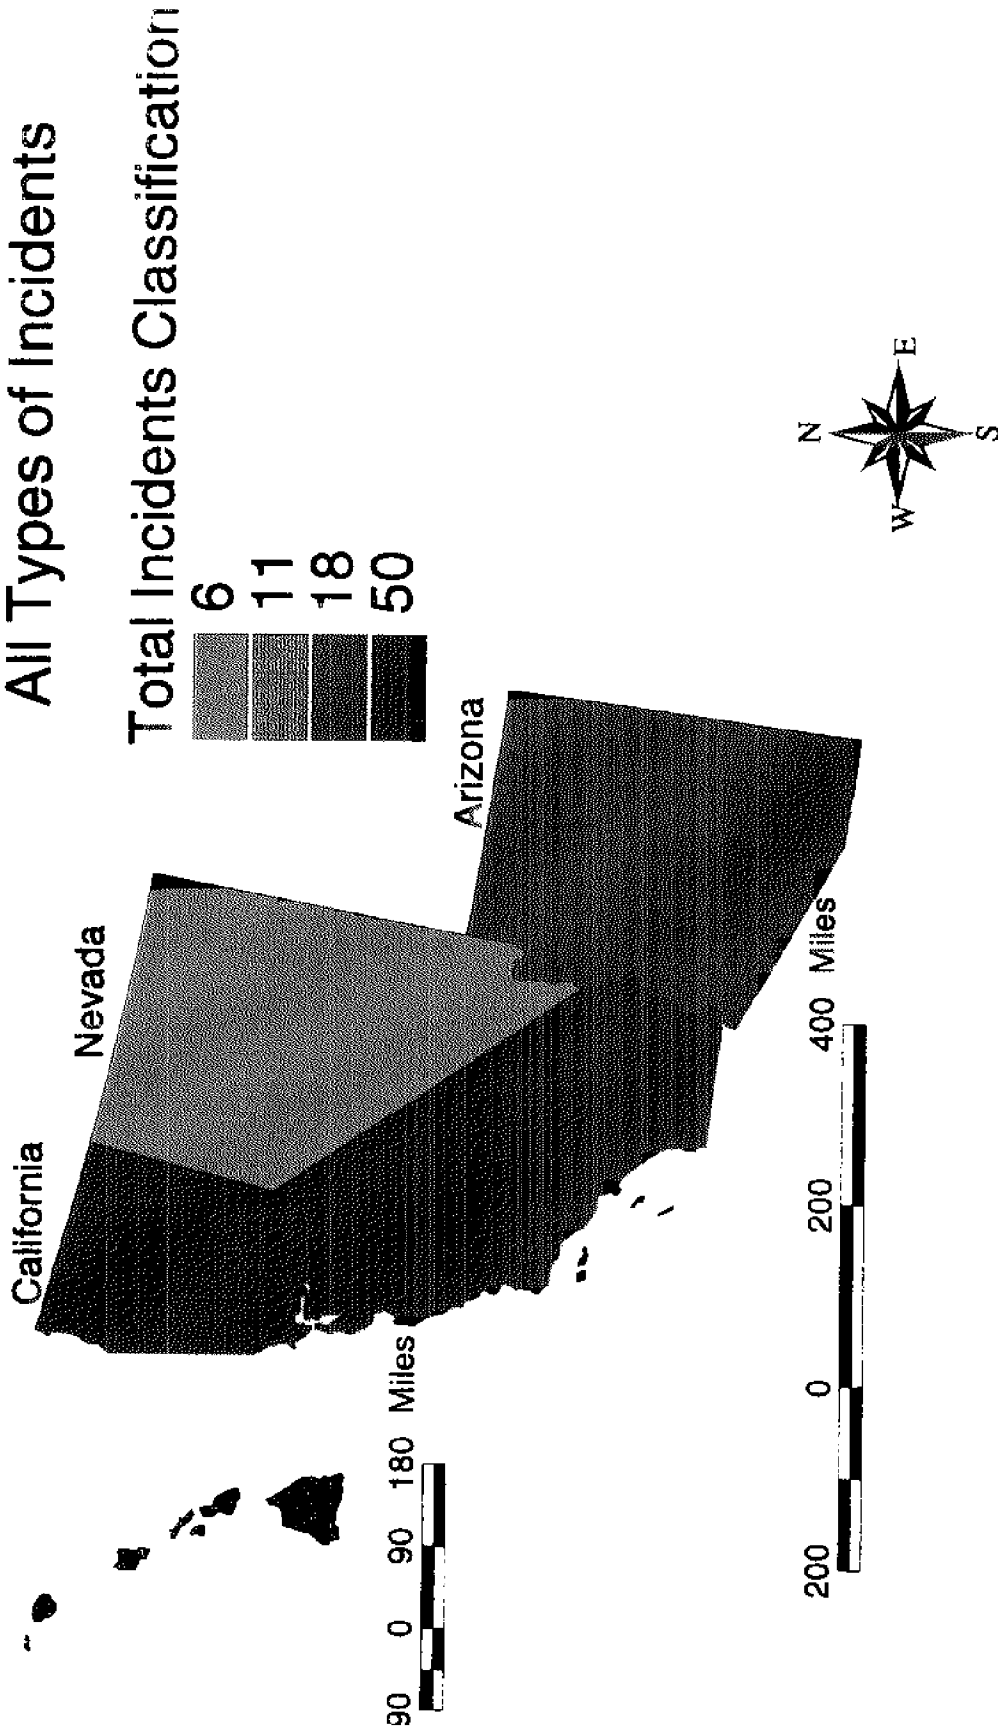 All Types of Incidents
Total Incidents Classification
6
11
18
50
California
Nevada
Arizona
90 0 90 180 Miles
200 0 200 400 Miles
N
W
E
S